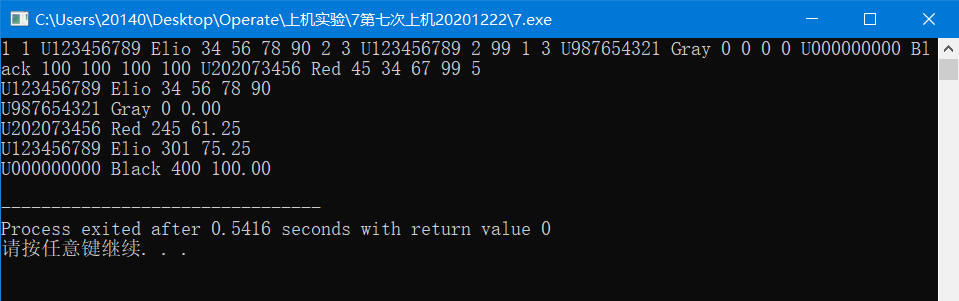 C:\Users\20140\Desktop\Operate\上机实验\7第七次上机20201222\7.exe
1 1 U123456789 Elio 34 56 78 90 2 3 U123456789 2 99 1 3 U987654321 Gray 0 0 0 0 U000000000 Bl
ack 100 100 100 100 U202073456 Red 45 34 67 99 5
U123456789 Elio 34 56 78 90
U987654321 Gray 0 0.00
U202073456 Red 245 61.25
U123456789 Elio 301 75.25
U000000000 Black 400 100.00
--------------------------------
Process exited after 0.5416 seconds with return value 0
请按任意键继续. . .